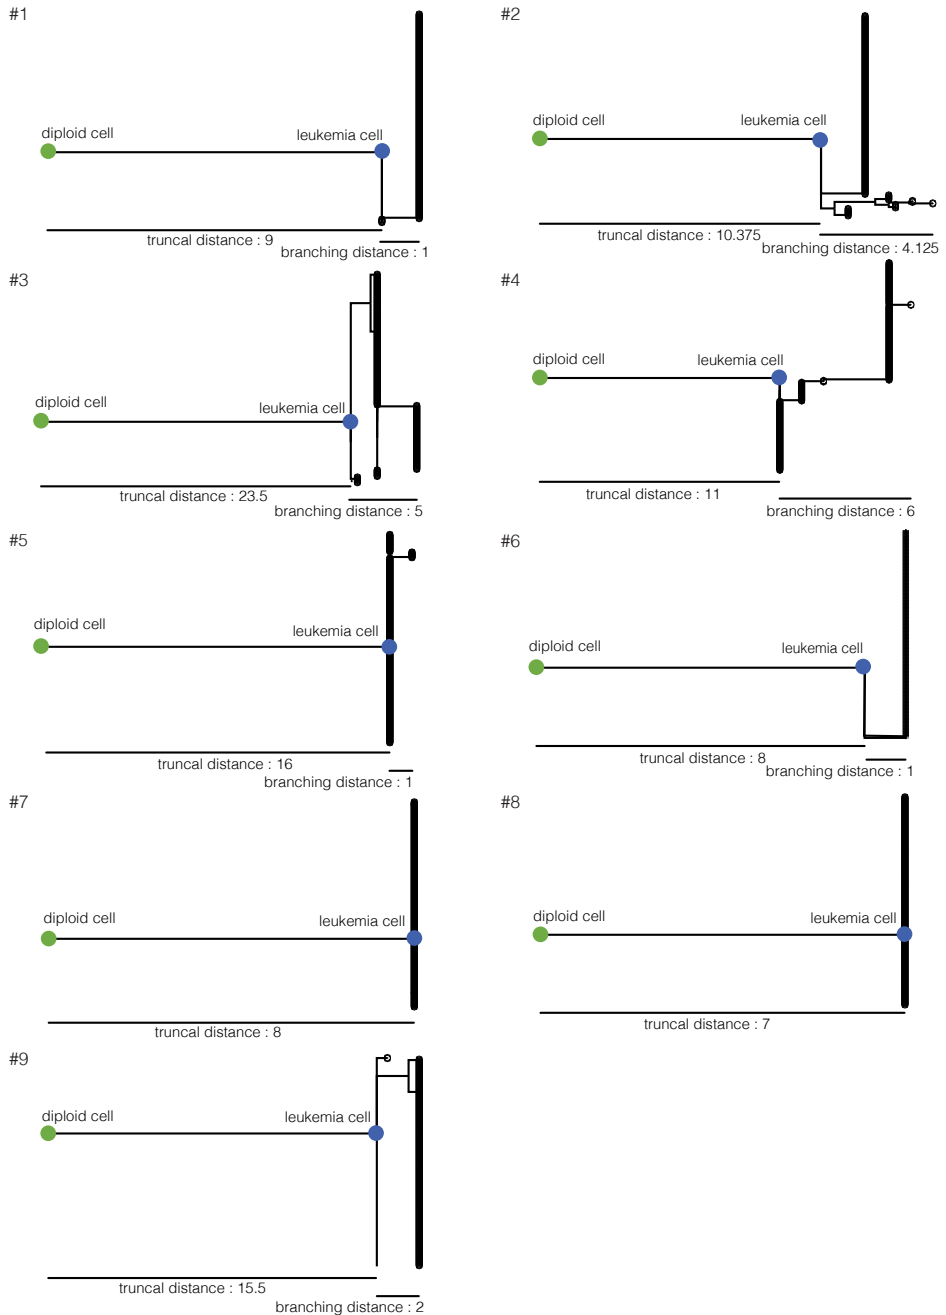 #1
diploid cell
leukemia cell
truncal distance : 9
branching distance : 1
#2
diploid cell
leukemia cell
truncal distance : 10.375
branching distance : 4.125
#3
diploid cell
leukemia cell
truncal distance : 23.5
branching distance : 5
#4
diploid cell
leukemia cell
truncal distance : 11
branching distance : 6
#5
diploid cell
leukemia cell
truncal distance : 16
branching distance : 1
#6
diploid cell
leukemia cell
truncal distance : 8
branching distance : 1
#7
diploid cell
leukemia cell
truncal distance : 8
#8
diploid cell
leukemia cell
truncal distance : 7
#9
diploid cell
leukemia cell
truncal distance : 15.5
branching distance : 2